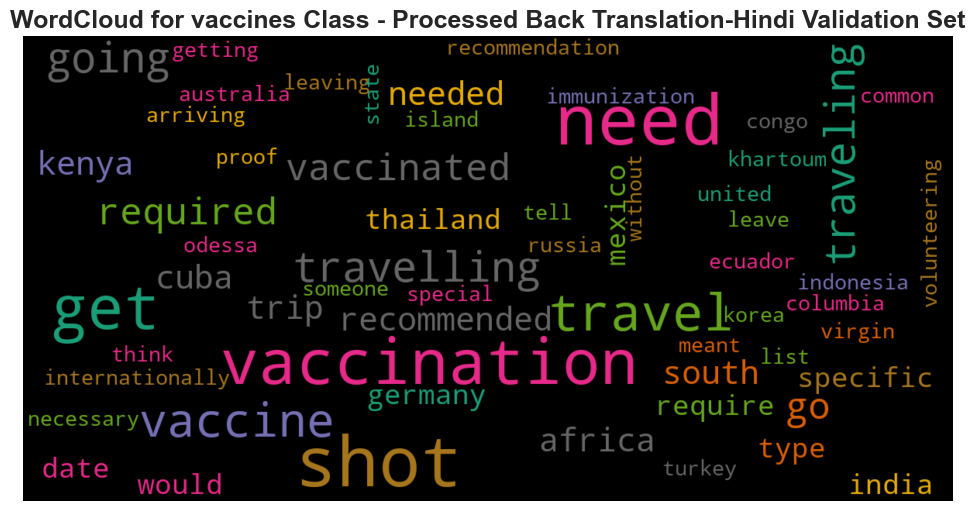 WordCloud for vaccines Class - Processed Back Translation-Hindi Validation Set
going
getting
recommendation
traveling
australia
leaving
state
needed
immunization
need
common
arriving
island
congo
kenya
proof
vaccinated
mexico
without
khartoum
volunteering
required
thailand
tell
united
leave
odessa
russia
ecuador
cuba
travelling
someone
special
indonesia
get
trip
recommended
travel
korea
columbia
think
vaccination
meant
list
virgin
internationally
germany
south
specific
necessary
vaccine
require
go
date
would
shot
africa
turkey
type
india